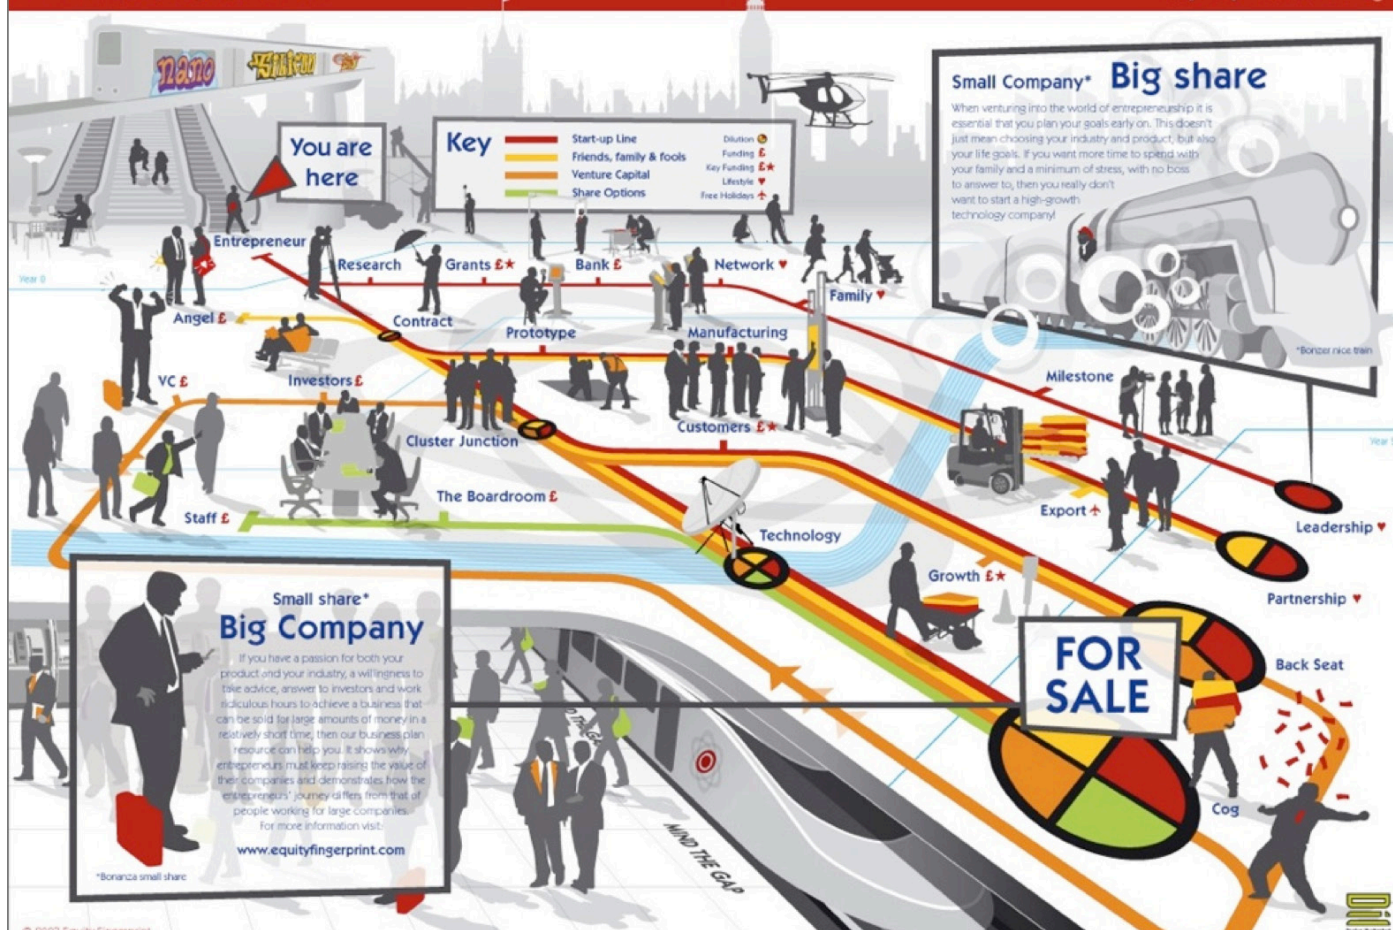 nano
Silicon
You are
here
Key
Start-up Line
Friends, family & fools
Venture Capital
Share Options
Dilution
Funding £
Key Funding £★
Lifestyle ♥
Free Holidays
Small Company* Big share
When venturing into the world of entrepreneurship it is
essential that you plan your goals early on. This doesn't
just mean choosing your industry and product, but also
your life goals. If you want more time to spend with
your family and a minimum of stress, with no boss
to answer to, then you really don't
want to start a high-growth
technology company!
*Bonzer nice train
Entrepreneur
Year 0
Research
Grants £★
Bank £
Network ♥
Family ♥
Angel £
Contract
Prototype
Manufacturing
Milestone
VC £
Investors £
Customers £★
Cluster Junction
Year
The Boardroom £
Staff £
Technology
Export
Leadership ♥
Growth £★
Partnership ♥
Small share*
Big Company
If you have a passion for both your
product and your industry, a willingness to
take advice, answer to investors and work
ridiculous hours to achieve a business that
can be sold for large amounts of money in a
relatively short time, then our business plan
resource can help you. It shows why
entrepreneurs must keep raising the value of
their companies and demonstrates how the
entrepreneurs' journey differs from that of
people working for large companies.
For more information visit:
www.equityfingerprint.com
*Bonanza small share
FOR
SALE
Back Seat
Cog
MIND THE GAP
MIND THE GAP